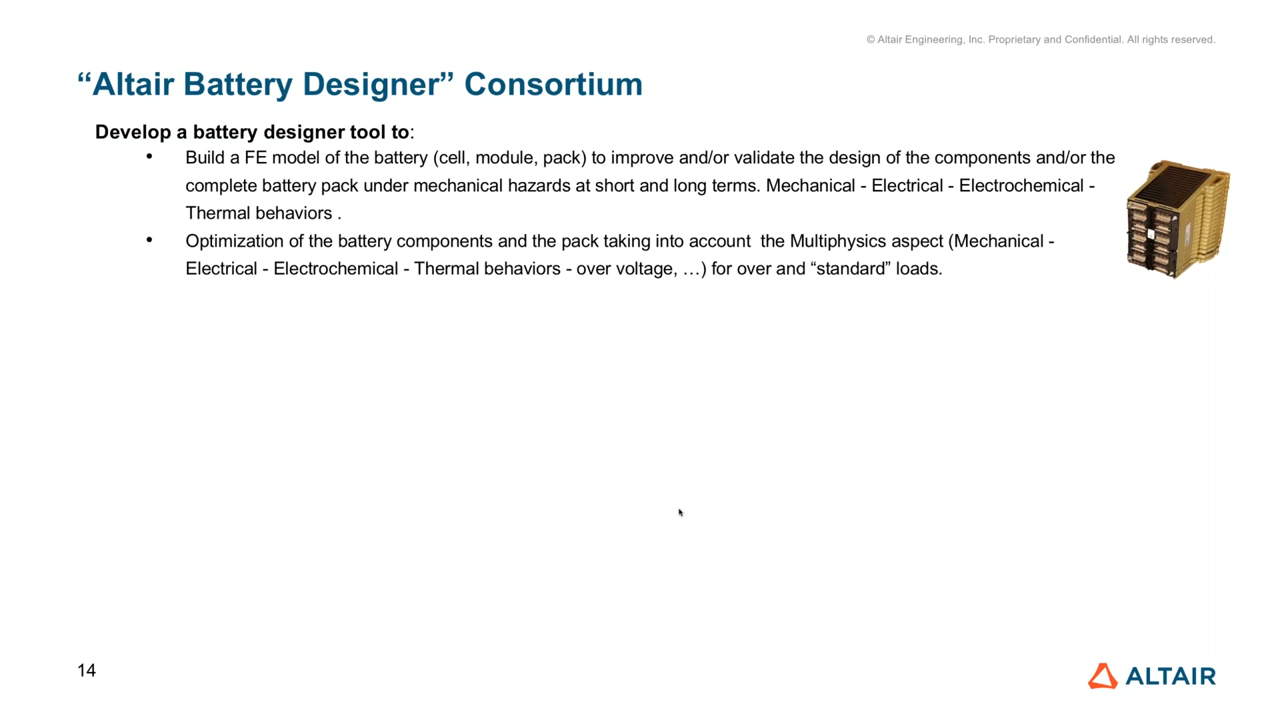 © Altair Engineering, Inc. Proprietary and Confidential. All rights reserved.
“Altair Battery Designer” Consortium
Develop a battery designer tool to:
• Build a FE model of the battery (cell, module, pack) to improve and/or validate the design of the components and/or the
complete battery pack under mechanical hazards at short and long terms. Mechanical - Electrical - Electrochemical -
Thermal behaviors .
• Optimization of the battery components and the pack taking into account  the Multiphysics aspect (Mechanical -
Electrical - Electrochemical - Thermal behaviors - over voltage, …) for over and “standard” loads.
14
ALTAIR